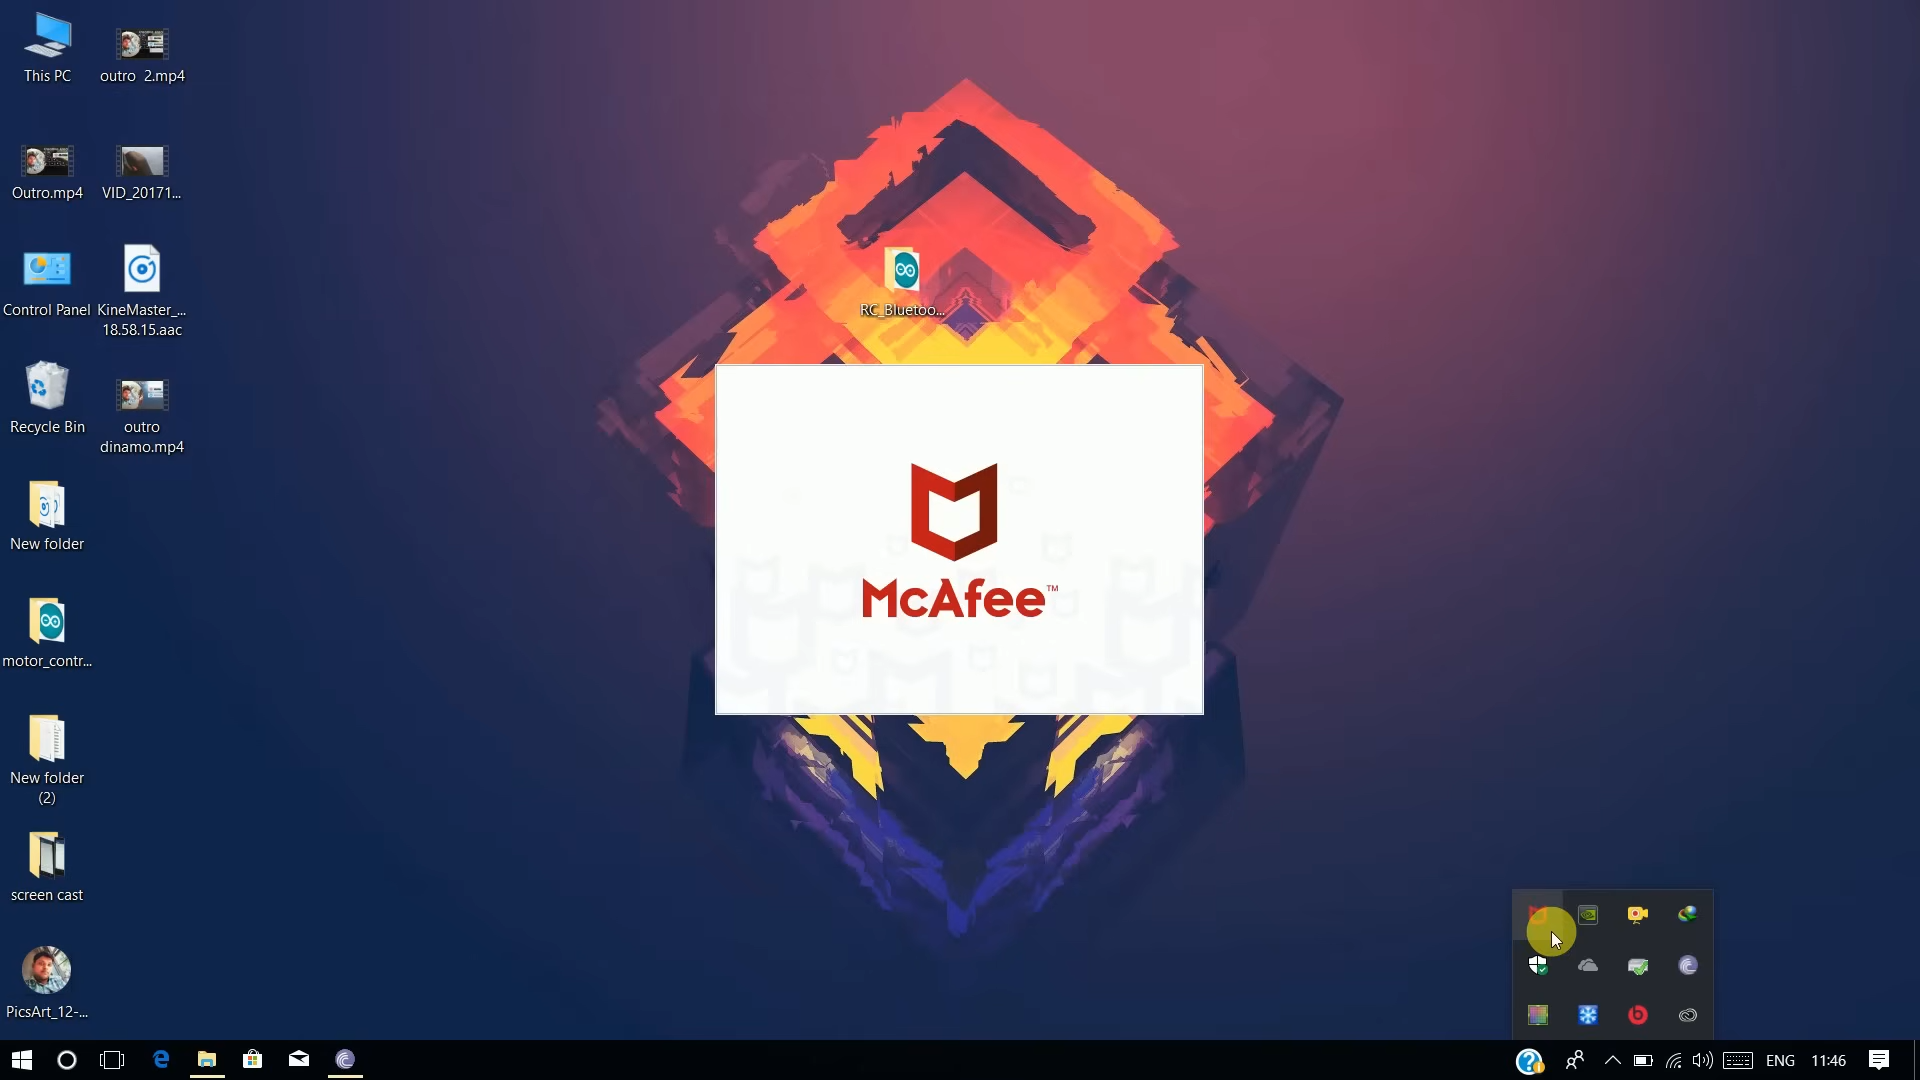 This PC
outro 2.mp4
Outro.mp4
VID_20171...
Control Panel
KineMaster_...
18.58.15.aac
RC_Bluetoo...
Recycle Bin
outro
dinamo.mp4
New folder
McAfee™
motor_contr...
New folder
(2)
screen cast
PicsArt_12-...
ENG
11:46